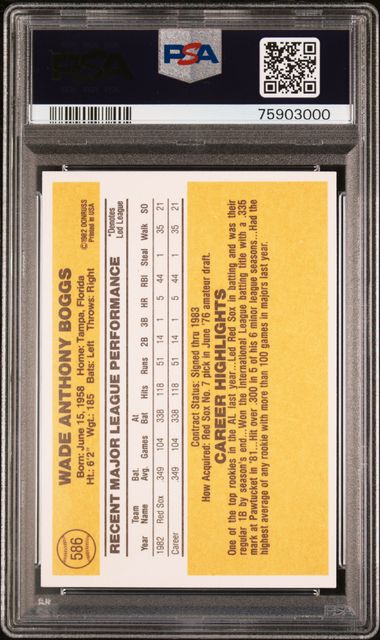 PSA
PSA
75903000
586
WADE ANTHONY BOGGS
Born: June 15, 1958 Home: Tampa, Florida
Ht.: 6'2" Wgt.: 185 Bats: Left Throws: Right
©1982 DONRUSS
Printed in USA
RECENT MAJOR LEAGUE PERFORMANCE
*Denotes
Led League
Year Team Name Bat. Avg. Games At Bat Hits Runs 2B 3B HR RBI Steal Walk SO
1982 Red Sox .349 104 338 118 51 14 1 5 44 1 35 21
Career .349 104 338 118 51 14 1 5 44 1 35 21
Contract Status: Signed thru 1983
How Acquired: Red Sox No. 7 pick in June '76 amateur draft.
CAREER HIGHLIGHTS
One of the top rookies in the AL last year...Led Red Sox in batting and was their
regular 1B by season's end...Won the International League batting title with a .335
mark at Pawtucket in '81...Hit over .300 in 5 of his 6 minor league seasons...Had the
highest average of any rookie with more than 100 games in majors last year.